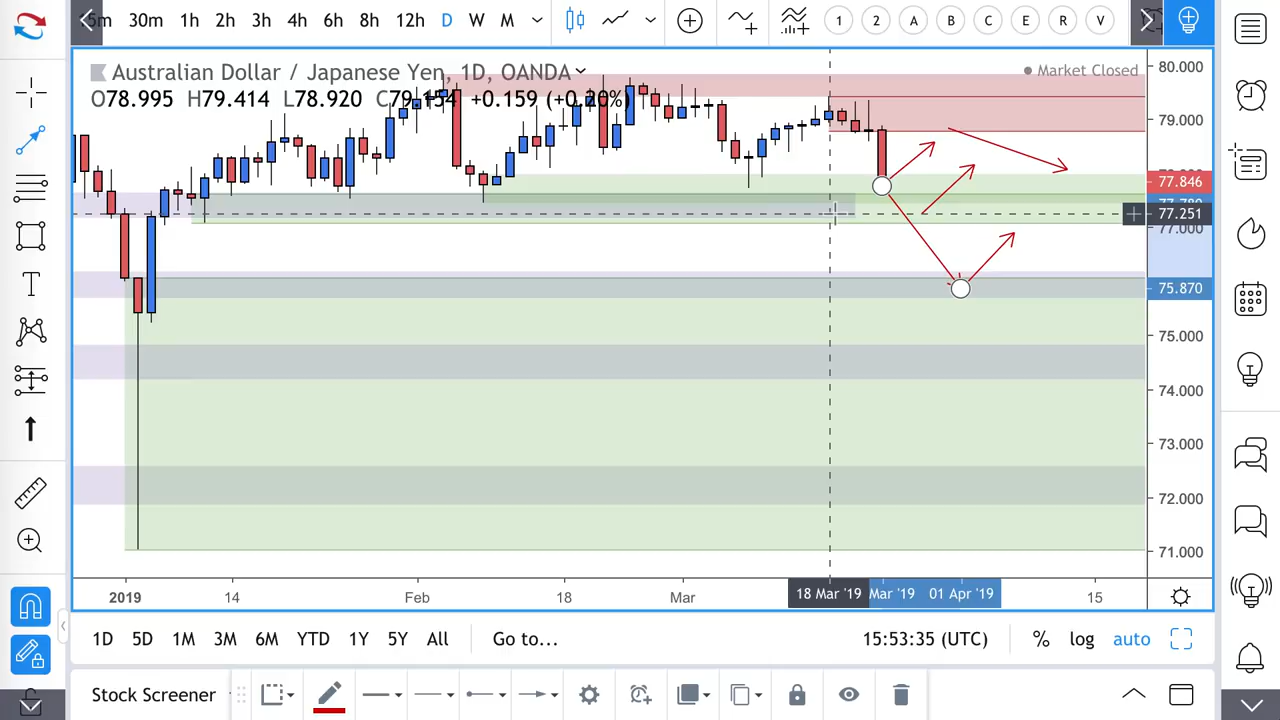 5m 30m 1h 2h 3h 4h 6h 8h 12h D W M 1 2 A B C E R V
Australian Dollar / Japanese Yen, 1D, OANDA
Market Closed
O78.995 H79.414 L78.920 C79.154 +0.159 (+0.20%)
80.000
79.000
77.846
77.251
77.000
75.870
75.000
74.000
73.000
72.000
71.000
2019 14 Feb 18 Mar 18 Mar '19 Mar '19 01 Apr '19 15
1D 5D 1M 3M 6M YTD 1Y 5Y All Go to... 15:53:35 (UTC) % log auto
Stock Screener